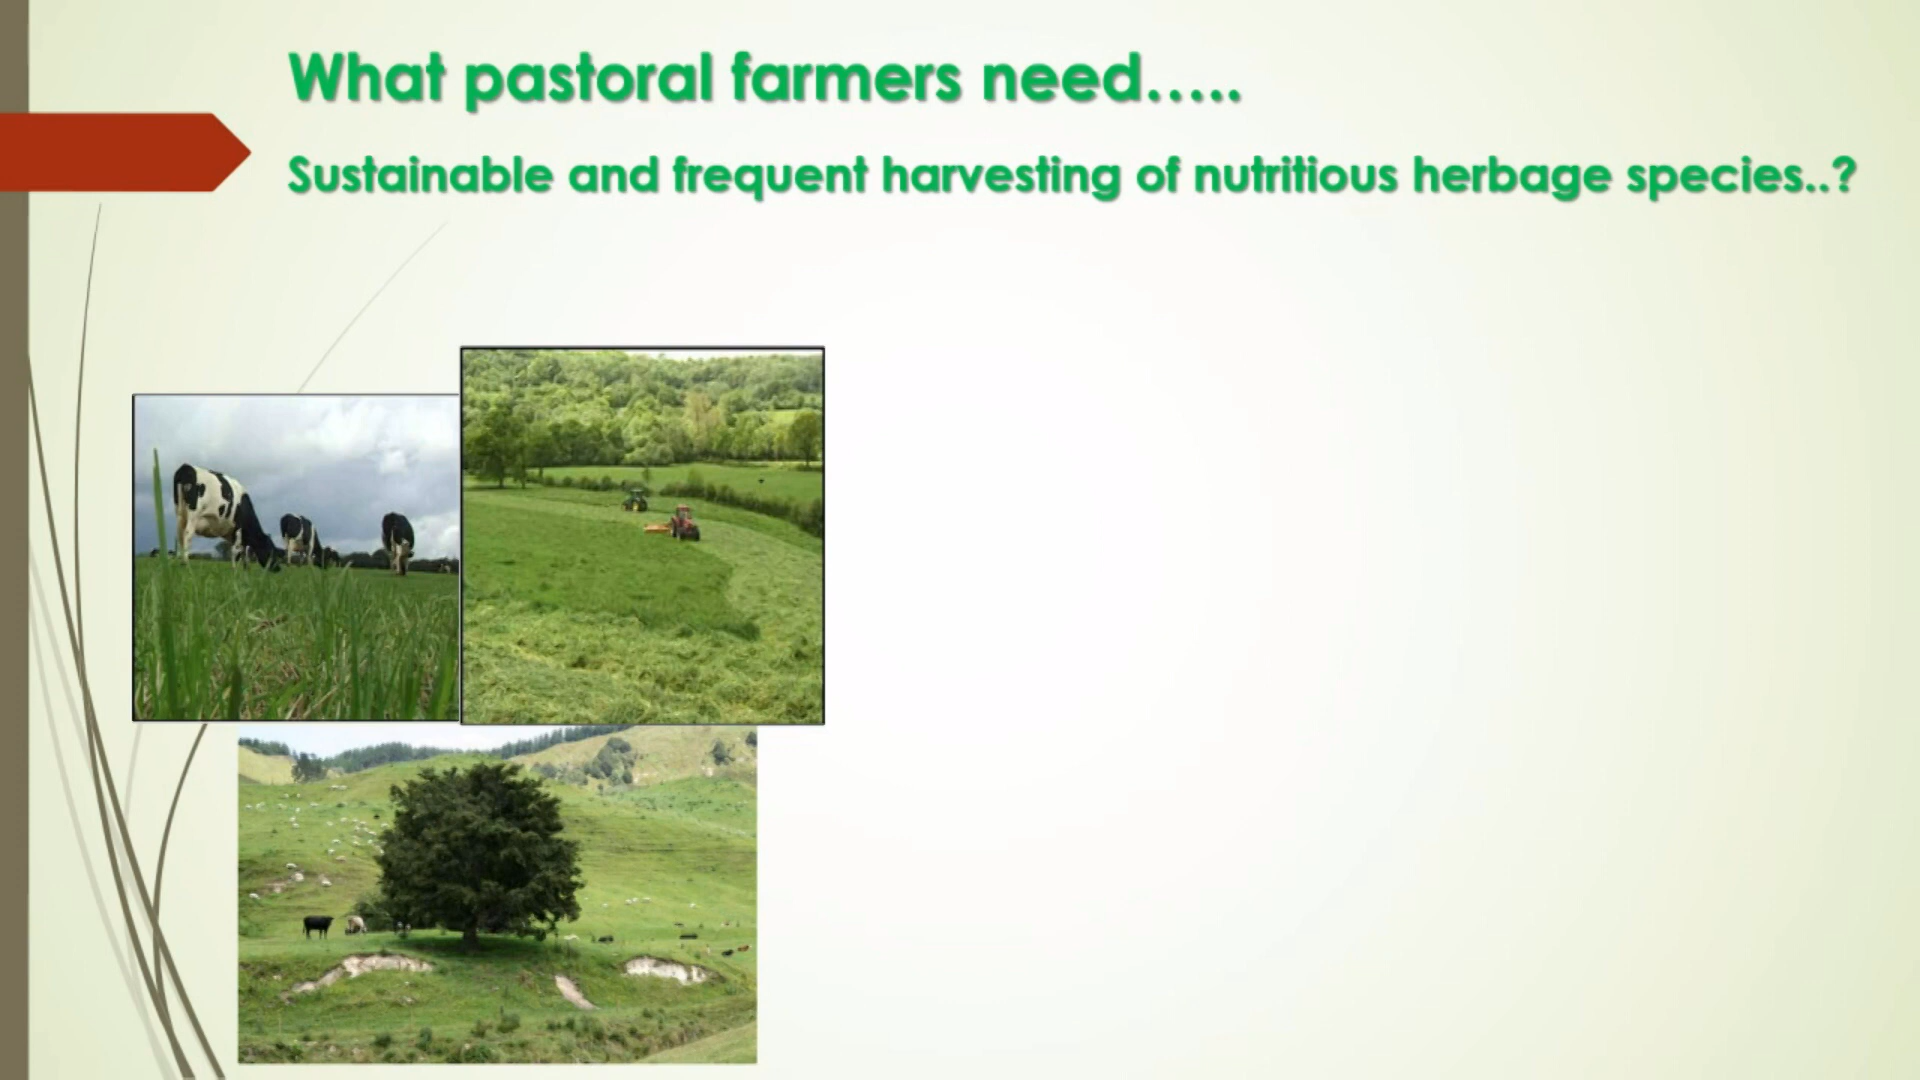 What pastoral farmers need.....
Sustainable and frequent harvesting of nutritious herbage species..?